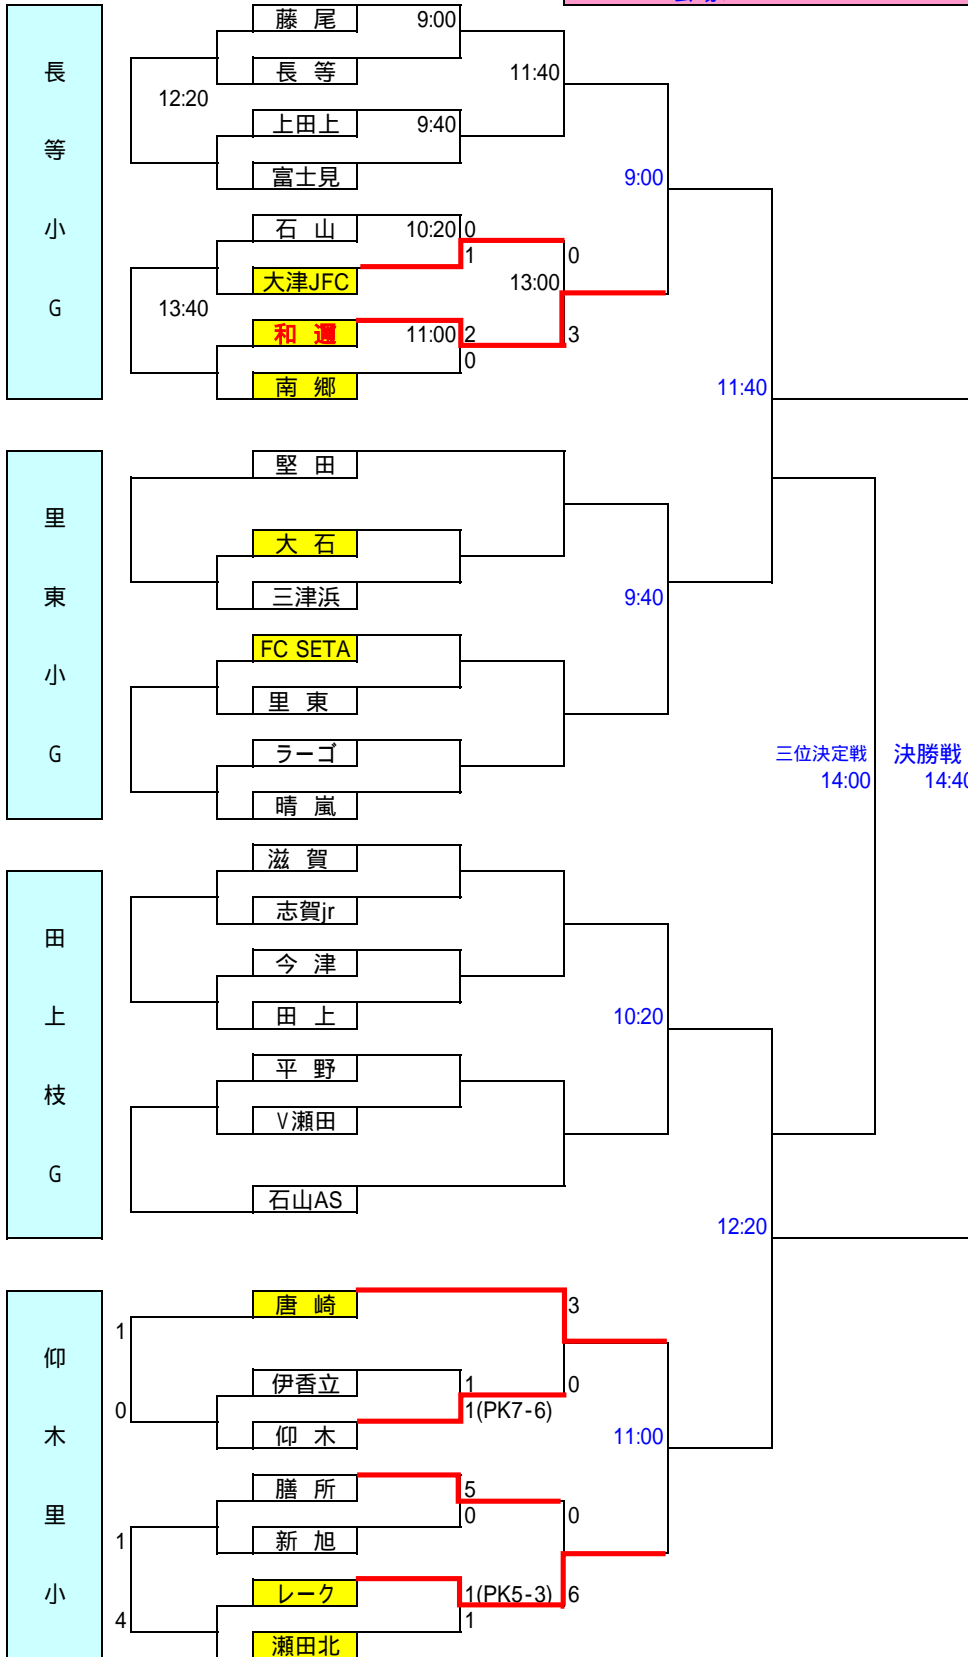 長等小G
藤尾 9:00
長等
11:40
12:20
上田上 9:40
富士見
9:00
石山 10:20 0
1 0
大津JFC
13:00
13:40
和邇 11:00 2 3
0
南郷
11:40
里東小G
堅田
大石
三津浜
9:40
FC SETA
里東
ラーゴ
三位決定戦 決勝戦
14:00 14:40
晴嵐
田上枝G
滋賀
志賀jr
今津
田上
10:20
平野
V瀬田
石山AS
12:20
仰木里小
唐崎 3
1
伊香立 1 0
0 1(PK7-6)
仰木
11:00
膳所 5
0 0
1 新旭
レーク 1(PK5-3) 6
4 1
瀬田北